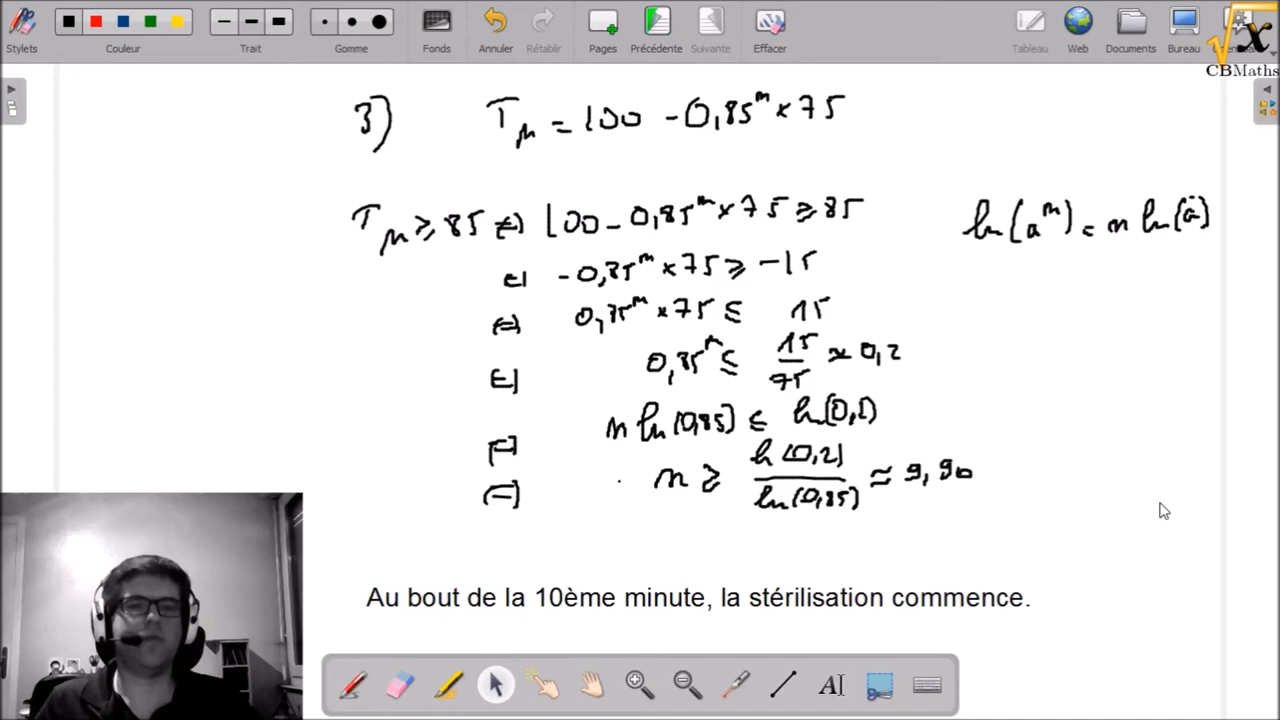 Stylets Couleur Trait Gomme Fonds Annuler Rétablir Pages Précédente Suivante Effacer Tableau Web Documents Bureau
CBMaths
3) Tn = 100 - 0,85^n × 75
Tn ≥ 85 ⇔ 100 - 0,85^n × 75 ≥ 85
ln(a^n) = n ln(a)
⇔ -0,85^n × 75 ≥ -15
⇔ 0,85^n × 75 ≤ 15
⇔ 0,85^n ≤ 15/75 ≈ 0,2
⇔ n ln(0,85) ≤ ln(0,2)
⇔ n ≥ ln(0,2)/ln(0,85) ≈ 9,90
Au bout de la 10ème minute, la stérilisation commence.
AI